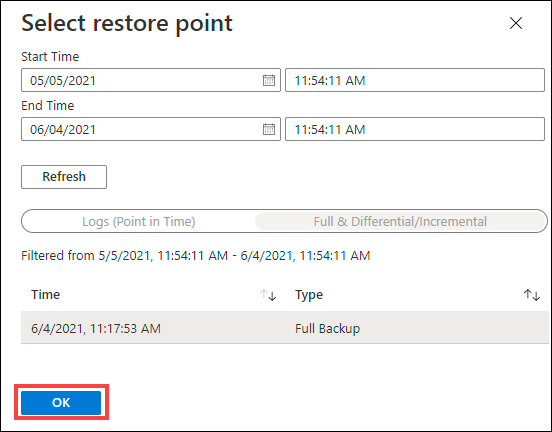 Select restore point
Start Time
05/05/2021 11:54:11 AM
End Time
06/04/2021 11:54:11 AM
Refresh
Logs (Point in Time) Full & Differential/Incremental
Filtered from 5/5/2021, 11:54:11 AM - 6/4/2021, 11:54:11 AM
Time Type
6/4/2021, 11:17:53 AM Full Backup
OK